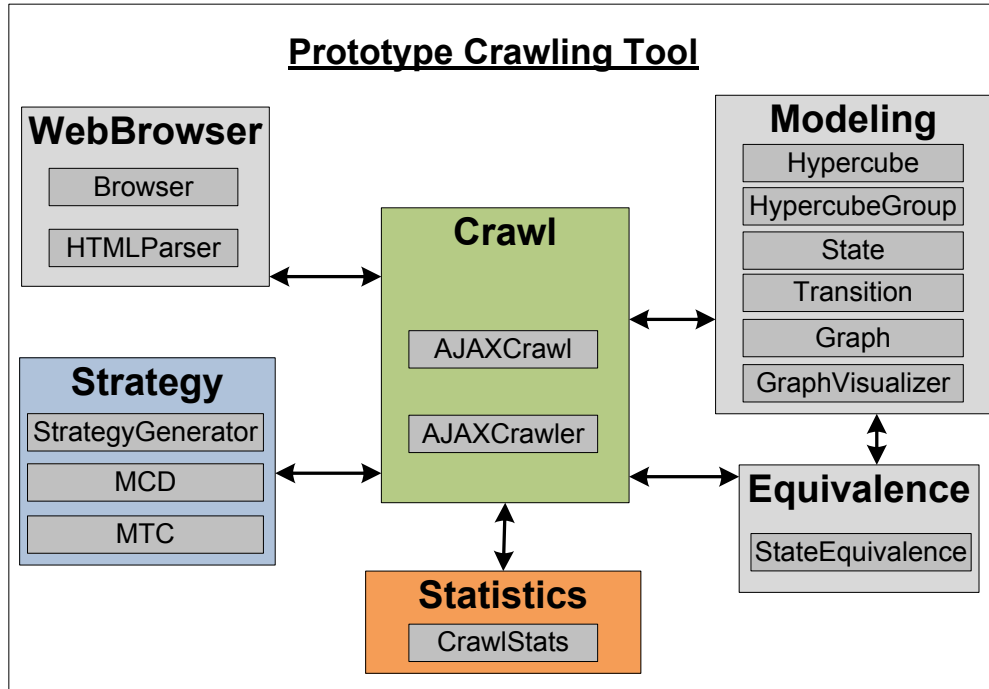 Prototype Crawling Tool
WebBrowser
Browser
HTMLParser
Strategy
StrategyGenerator
MCD
MTC
Crawl
AJAXCrawl
AJAXCrawler
Statistics
CrawlStats
Modeling
Hypercube
HypercubeGroup
State
Transition
Graph
GraphVisualizer
Equivalence
StateEquivalence